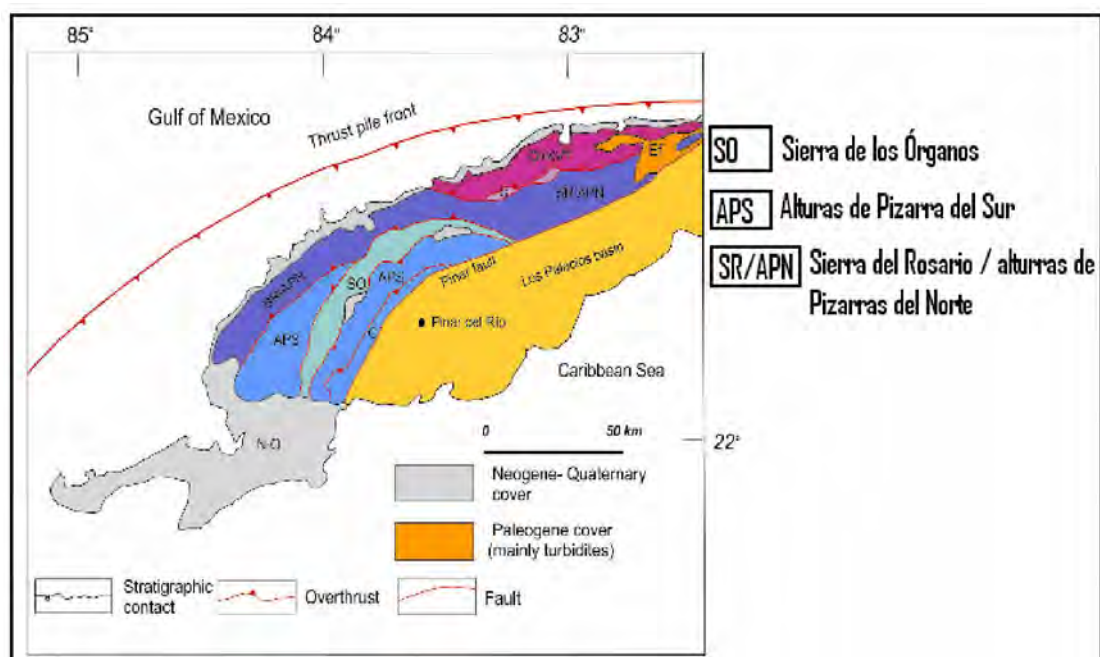 85°
84°
83°
Gulf of Mexico
Thrust pile front
EF
SR/APN
SR/APN
SO
APS
APS
C
Pinar fault
Los Palacios basin
Pinar del Río
Caribbean Sea
N-Q
0 50 km
22°
Neogene- Quaternary
cover
Paleogene cover
(mainly turbidites)
Stratigraphic
contact
Overthrust
Fault
SO Sierra de los Órganos
APS Alturas de Pizarra del Sur
SR/APN Sierra del Rosario / alturras de
Pizarras del Norte